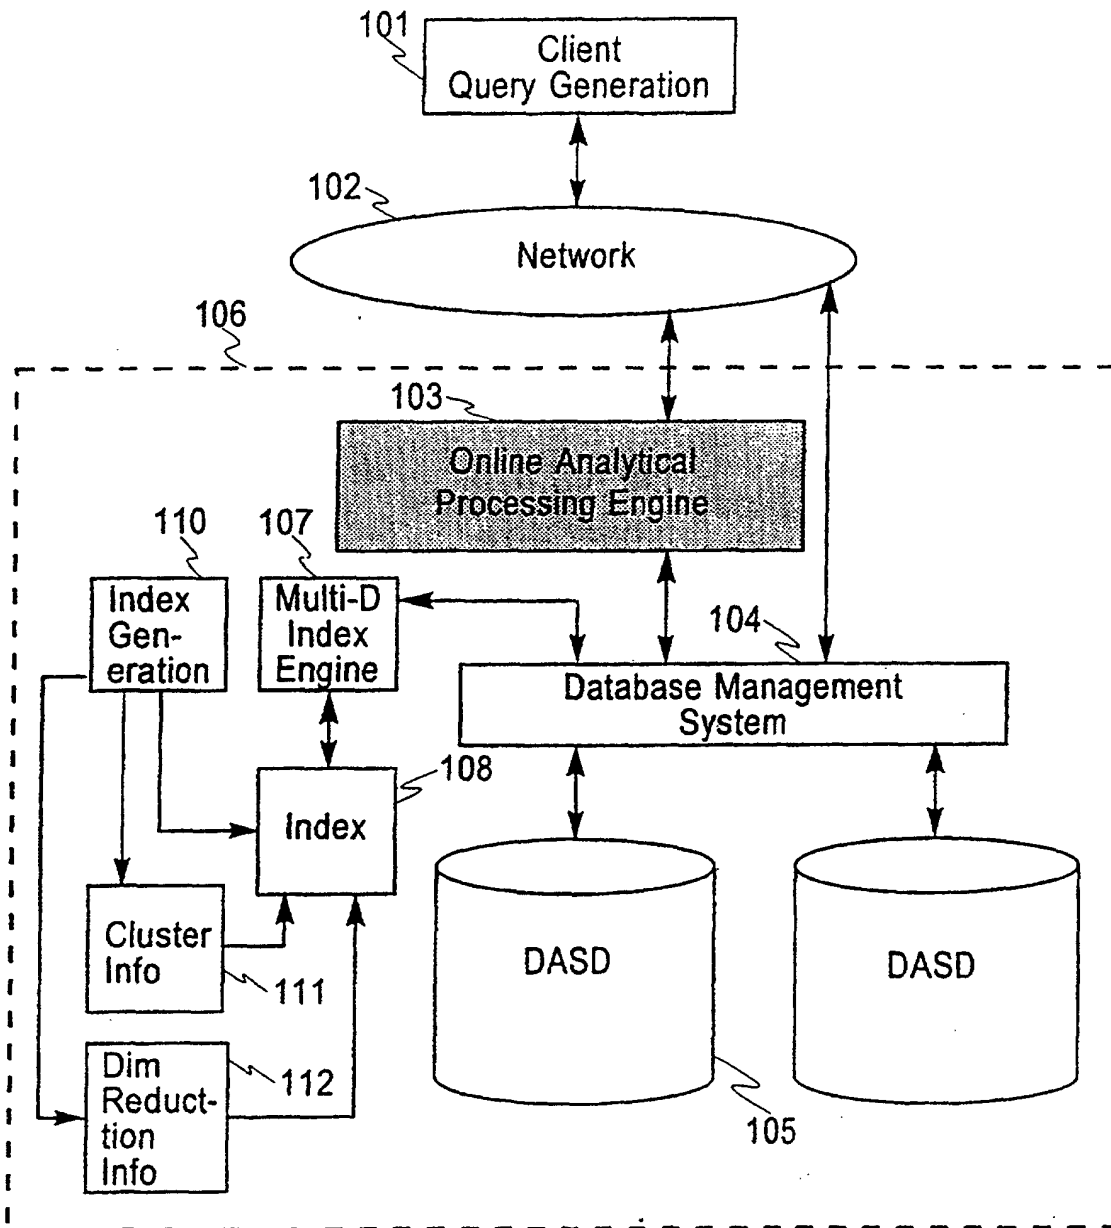 101
Client
Query Generation
102
Network
106
103
Online Analytical
Processing Engine
110
107
Index
Gen-
eration
Multi-D
Index
Engine
104
Database Management
System
108
Index
Cluster
Info
111
DASD
DASD
Dim
Reduct-
tion
Info
112
105